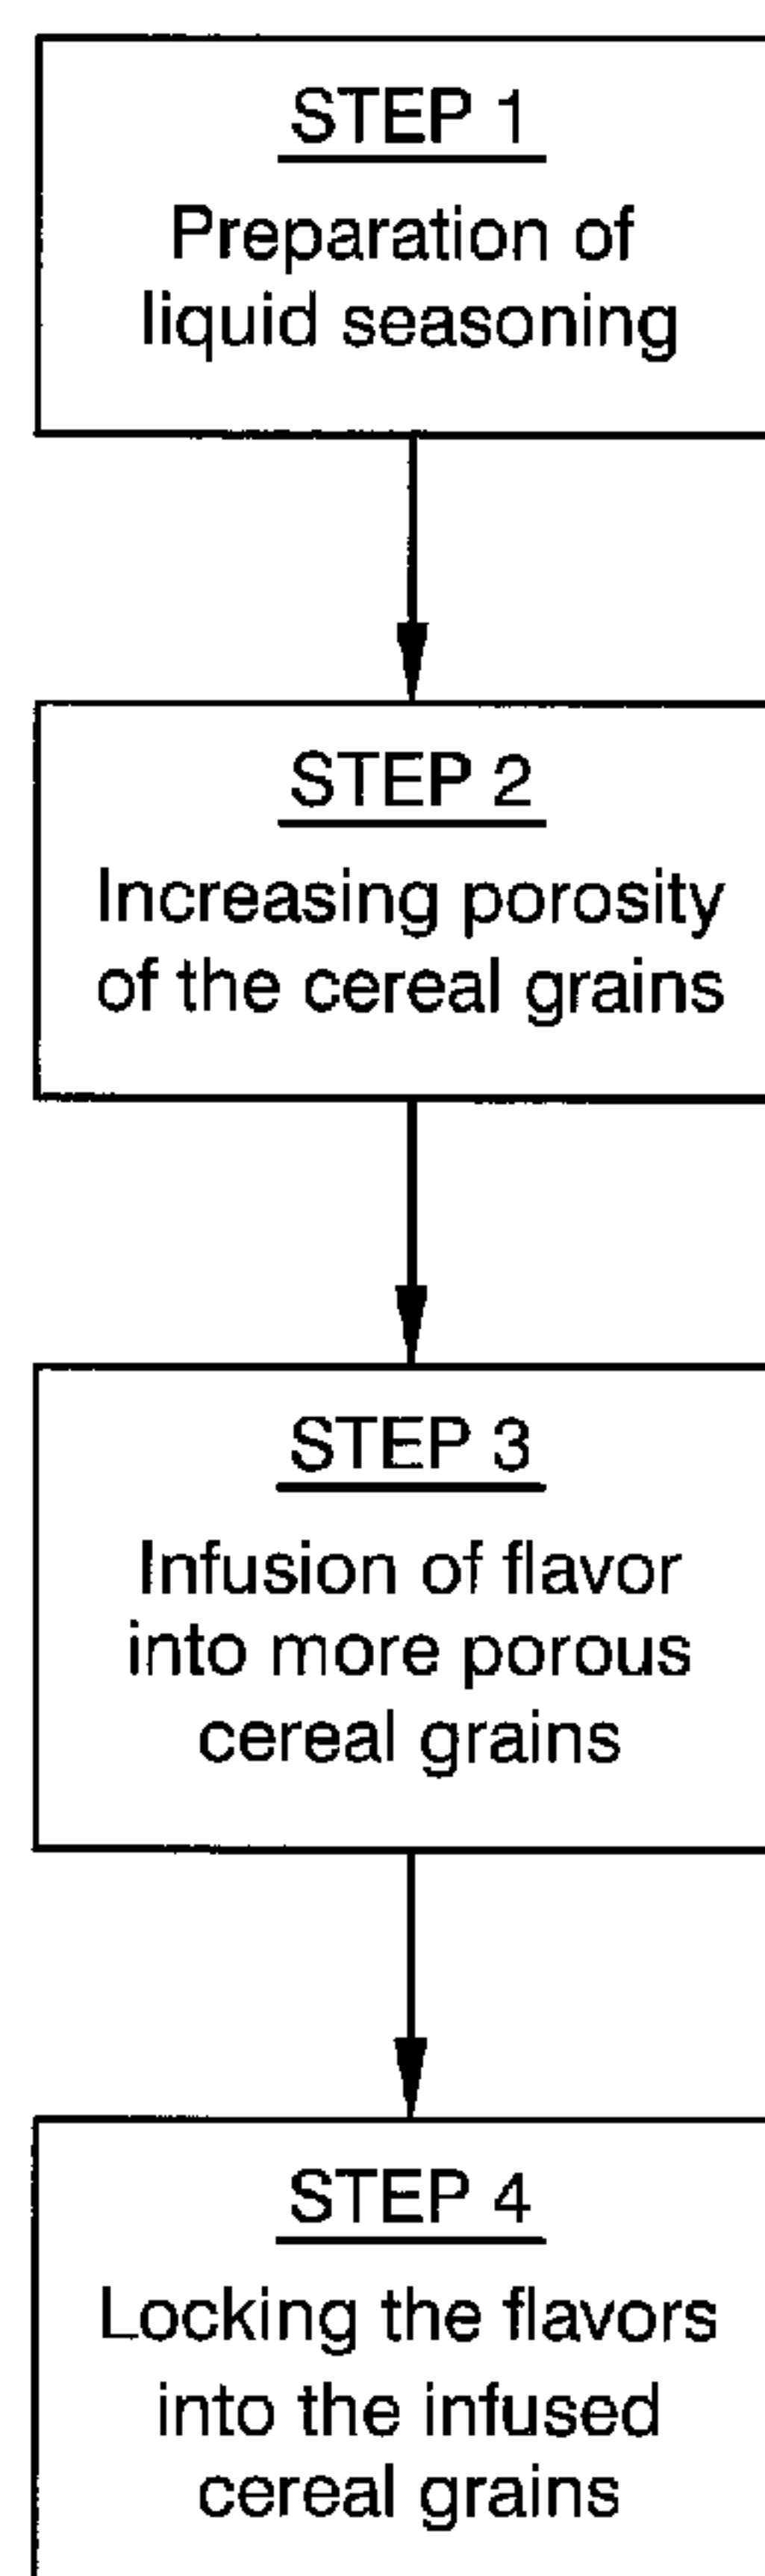 STEP 1
Preparation of
liquid seasoning
STEP 2
Increasing porosity
of the cereal grains
STEP 3
Infusion of flavor
into more porous
cereal grains
STEP 4
Locking the flavors
into the infused
cereal grains